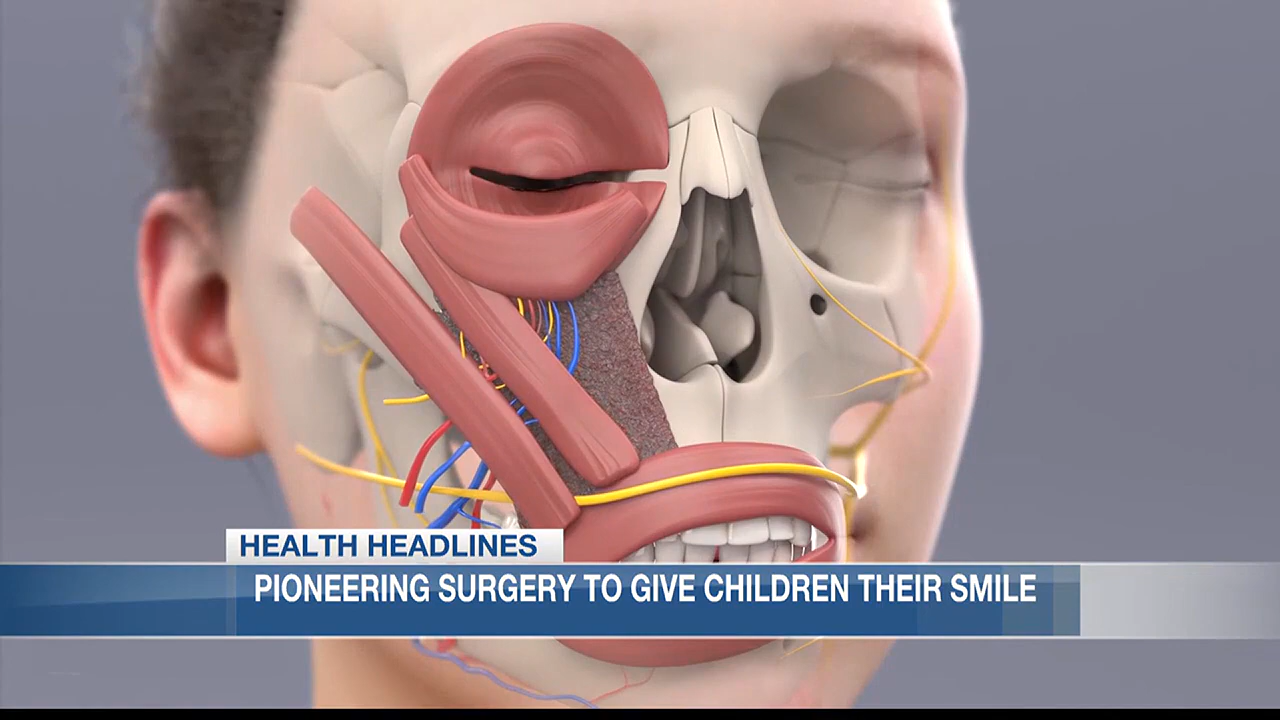 HEALTH HEADLINES
PIONEERING SURGERY TO GIVE CHILDREN THEIR SMILE